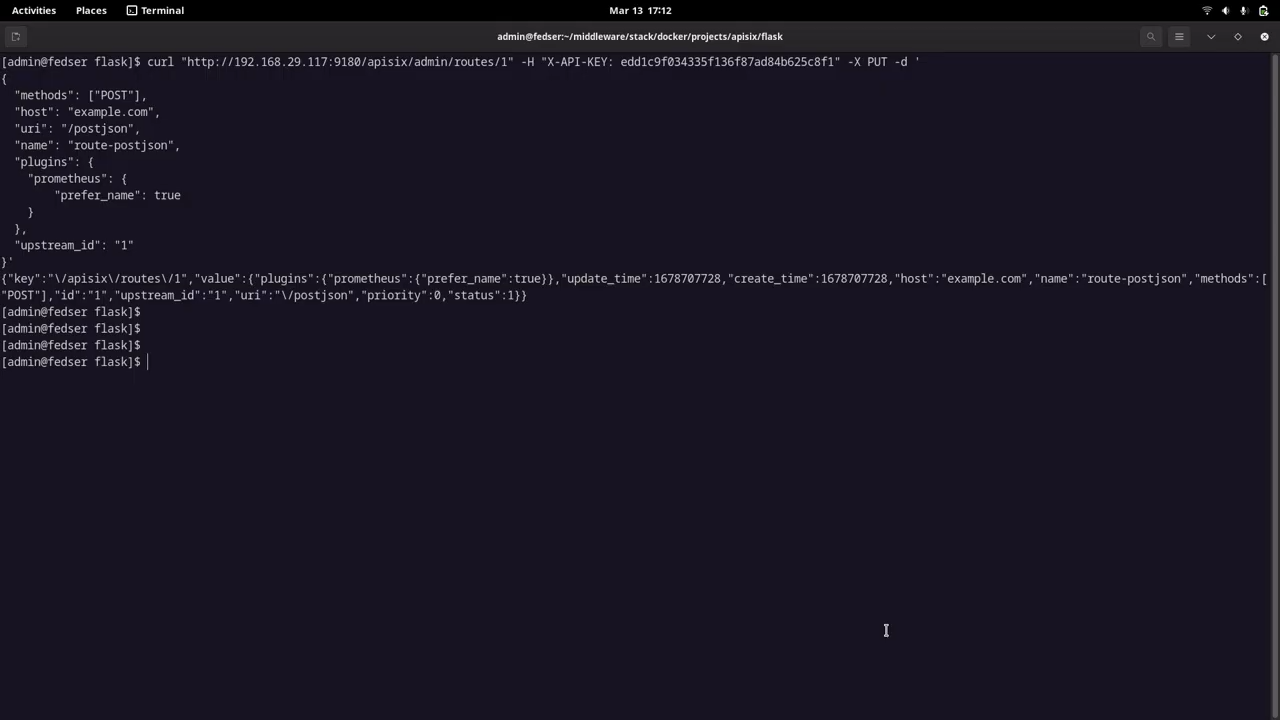 Activities Places Terminal Mar 13 17:12
admin@fedser:~/middleware/stack/docker/projects/apisix/flask
[admin@fedser flask]$ curl "http://192.168.29.117:9180/apisix/admin/routes/1" -H "X-API-KEY: edd1c9f034335f136f87ad84b625c8f1" -X PUT -d '
{
  "methods": ["POST"],
  "host": "example.com",
  "uri": "/postjson",
  "name": "route-postjson",
  "plugins": {
    "prometheus": {
        "prefer_name": true
    }
  },
  "upstream_id": "1"
}'
{"key":"\/apisix\/routes\/1","value":{"plugins":{"prometheus":{"prefer_name":true}},"update_time":1678707728,"create_time":1678707728,"host":"example.com","name":"route-postjson","methods":[
"POST"],"id":"1","upstream_id":"1","uri":"\/postjson","priority":0,"status":1}}
[admin@fedser flask]$
[admin@fedser flask]$
[admin@fedser flask]$
[admin@fedser flask]$